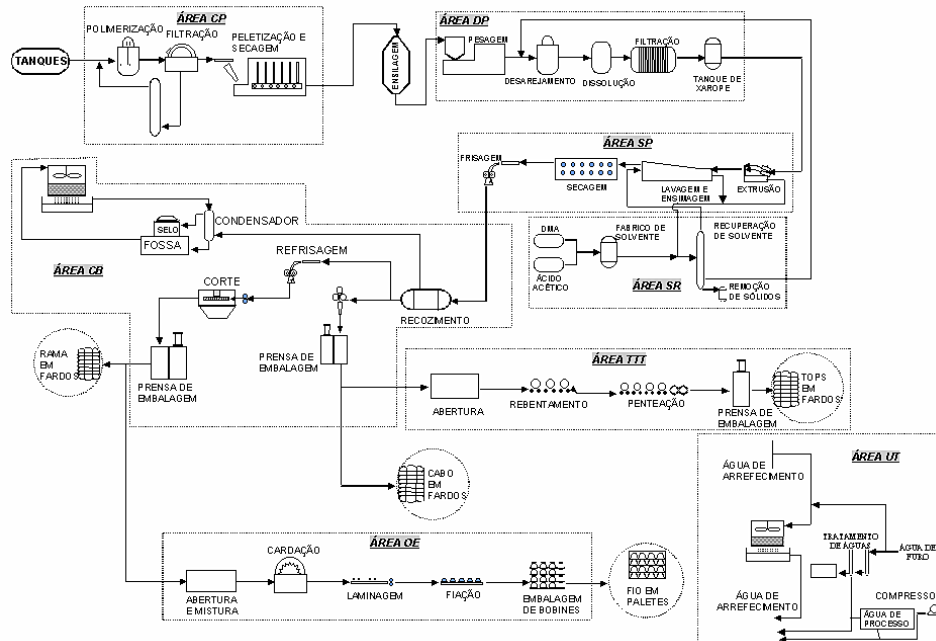 ÁREA CP
POLIMERIZAÇÃO
FILTRAÇÃO
PELETIZAÇÃO E
SECAGEM
TANQUES
ENSILAGEM
ÁREA DP
PESAGEM
FILTRAÇÃO
DESAREJAMENTO
DISSOLUÇÃO
TANQUE DE
XAROPE
ÁREA SP
FRISAGEM
SECAGEM
LAVAGEM E
ENSIMAGEM
EXTRUSÃO
DMA
FABRICO DE
SOLVENTE
RECUPERAÇÃO
DE SOLVENTE
ÁCIDO
ACÉTICO
ÁREA SR
REMOÇÃO
DE SÓLIDOS
SELO
FOSSA
CONDENSADOR
ÁREA CB
REFRISAGEM
CORTE
RECOZIMENTO
RAMA
EM
FARDOS
PRENSA DE
EMBALAGEM
PRENSA DE
EMBALAGEM
ÁREA TTT
ABERTURA
REBENTAMENTO
PENTEAÇÃO
PRENSA DE
EMBALAGEM
TOPS
EM
FARDOS
CABO
EM
FARDOS
ÁREA UT
ÁGUA DE
ARREFECIMENTO
TRATAMENTO
DE ÁGUAS
ÁGUA DE
FURO
ÁGUA DE
ARREFECIMENTO
COMPRESSO
ÁGUA DE
PROCESSO
ÁREA OE
CARDAÇÃO
ABERTURA
E MISTURA
LAMINAGEM
FIAÇÃO
EMBALAGEM
DE BOBINES
FIO EM
PALETES